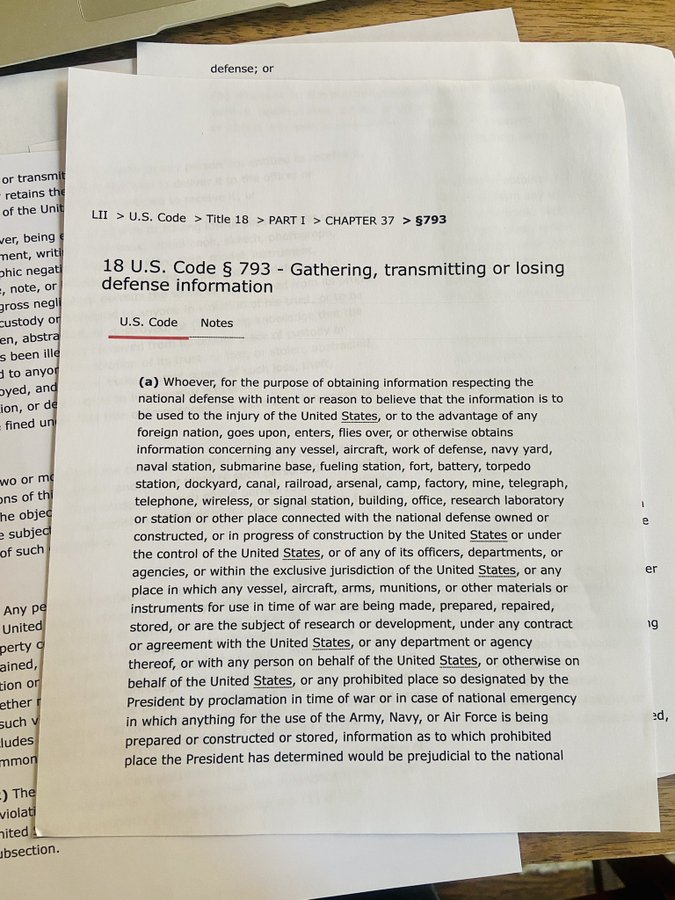 defense; or
LII > U.S. Code > Title 18 > PART I > CHAPTER 37 > §793
18 U.S. Code § 793 - Gathering, transmitting or losing
defense information
U.S. Code Notes
(a) Whoever, for the purpose of obtaining information respecting the
national defense with intent or reason to believe that the information is to
be used to the injury of the United States, or to the advantage of any
foreign nation, goes upon, enters, flies over, or otherwise obtains
information concerning any vessel, aircraft, work of defense, navy yard,
naval station, submarine base, fueling station, fort, battery, torpedo
station, dockyard, canal, railroad, arsenal, camp, factory, mine, telegraph,
telephone, wireless, or signal station, building, office, research laboratory
or station or other place connected with the national defense owned or
constructed, or in progress of construction by the United States or under
the control of the United States, or of any of its officers, departments, or
agencies, or within the exclusive jurisdiction of the United States, or any
place in which any vessel, aircraft, arms, munitions, or other materials or
instruments for use in time of war are being made, prepared, repaired,
stored, or are the subject of research or development, under any contract
or agreement with the United States, or any department or agency
thereof, or with any person on behalf of the United States, or otherwise on
behalf of the United States, or any prohibited place so designated by the
President by proclamation in time of war or in case of national emergency
in which anything for the use of the Army, Navy, or Air Force is being
prepared or constructed or stored, information as to which prohibited
place the President has determined would be prejudicial to the national
or transmit
retains the
of the Unit
ver, being
ment, writi
phic negati
, note, or
gross negli
custody or
en, abstra
s been ille
d to anyor
oyed, and
ion, or de
fined un
wo or mo
ons of thi
he objec
e subject
of such
Any pe
United
perty o
ained,
tion or
ether
such v
ludes
mmon
) The
violati
nited
ubsection.
e
er
ng
ed,